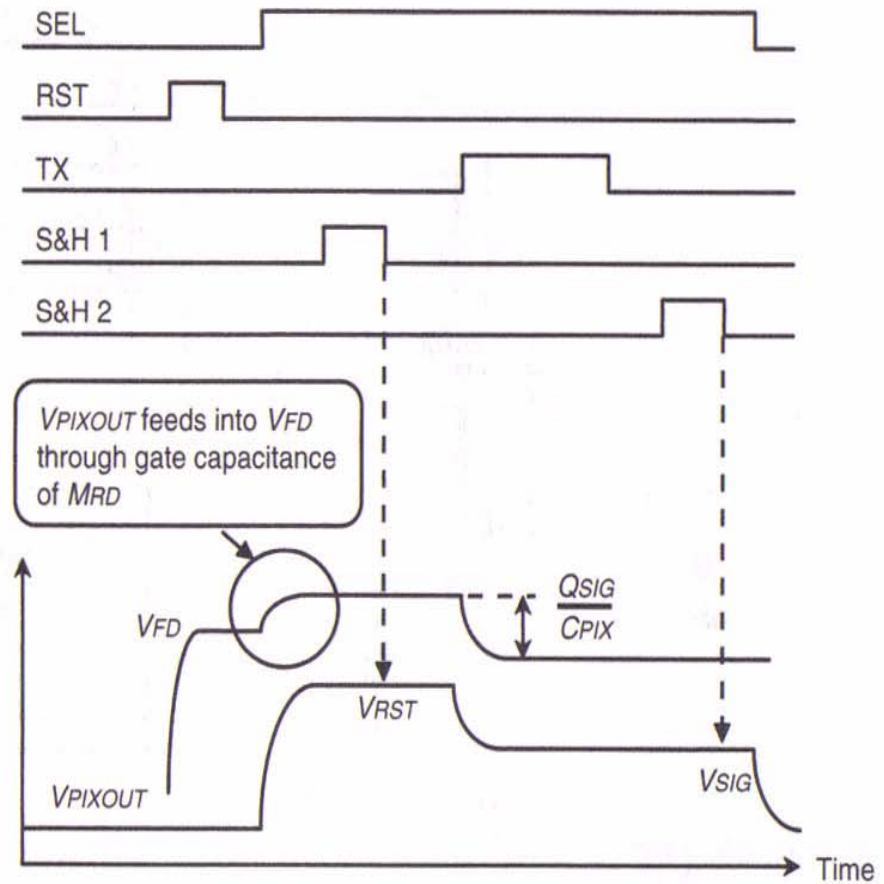 SEL
RST
TX
S&H 1
S&H 2
VPIXOUT feeds into VFD
through gate capacitance
of MRD
QSIG
CPIX
VFD
VRST
VPIXOUT
VSIG
Time